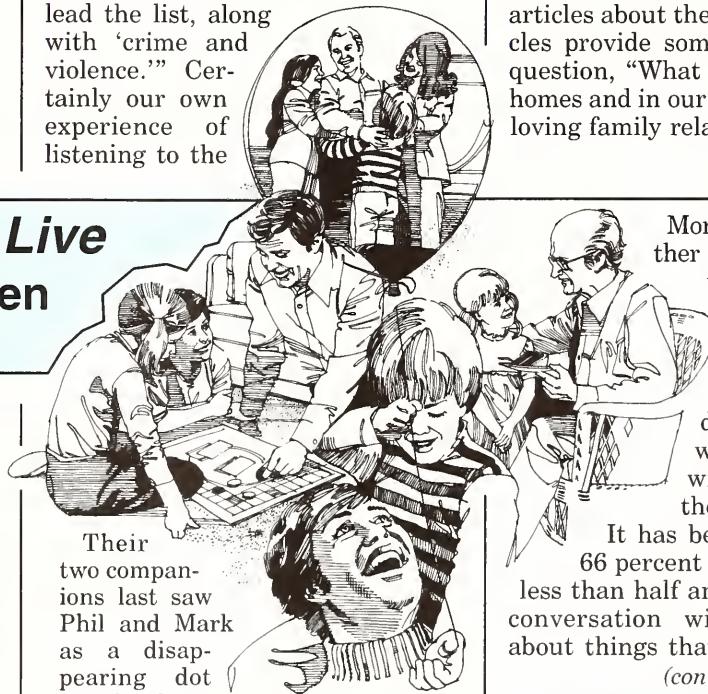 lead the list, along
with ‘crime and
violence.’” Cer-
tainly our own
experience of
listening to the
articles about the
cles provide som
question, “What
homes and in our
loving family rela
Live
en
Their
two compan-
ions last saw
Phil and Mark
as a disap-
pearing dot
Mor
ther
d
w
w
the
It has be
66 percent
less than half an
conversation wi
about things that
(con